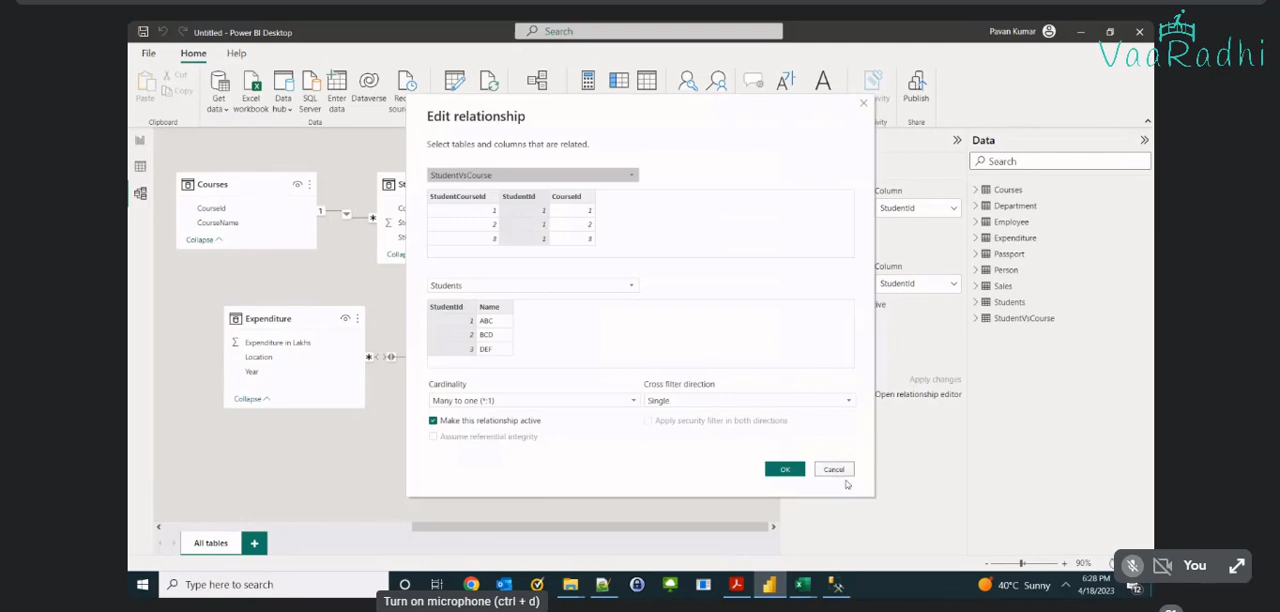 Untitled - Power BI Desktop
Search
Pavan Kumar
VaaRadhi
File Home Help
Paste
Cut
Copy
Get data
Excel workbook
Data hub
SQL Server
Enter data
Dataverse
Publish
Clipboard
Data
Share
Edit relationship
Select tables and columns that are related.
StudentVsCourse
StudentCourseId StudentId CourseId
1 1 1
2 1 2
3 1 3
Students
StudentId Name
1 ABC
2 BCD
3 DEF
Cardinality
Many to one (*:1)
Cross filter direction
Single
Make this relationship active
Apply security filter in both directions
Assume referential integrity
OK
Cancel
Courses
CourseId
CourseName
Collapse
1
*
Expenditure
Expenditure in Lakhs
Location
Year
Collapse
*
Column
StudentId
StudentId
Apply changes
Open relationship editor
Data
Search
Courses
Department
Employee
Expenditure
Passport
Person
Sales
Students
StudentVsCourse
All tables
90%
You
Type here to search
40°C Sunny
6:28 PM
4/18/2023
12
Turn on microphone (ctrl + d)